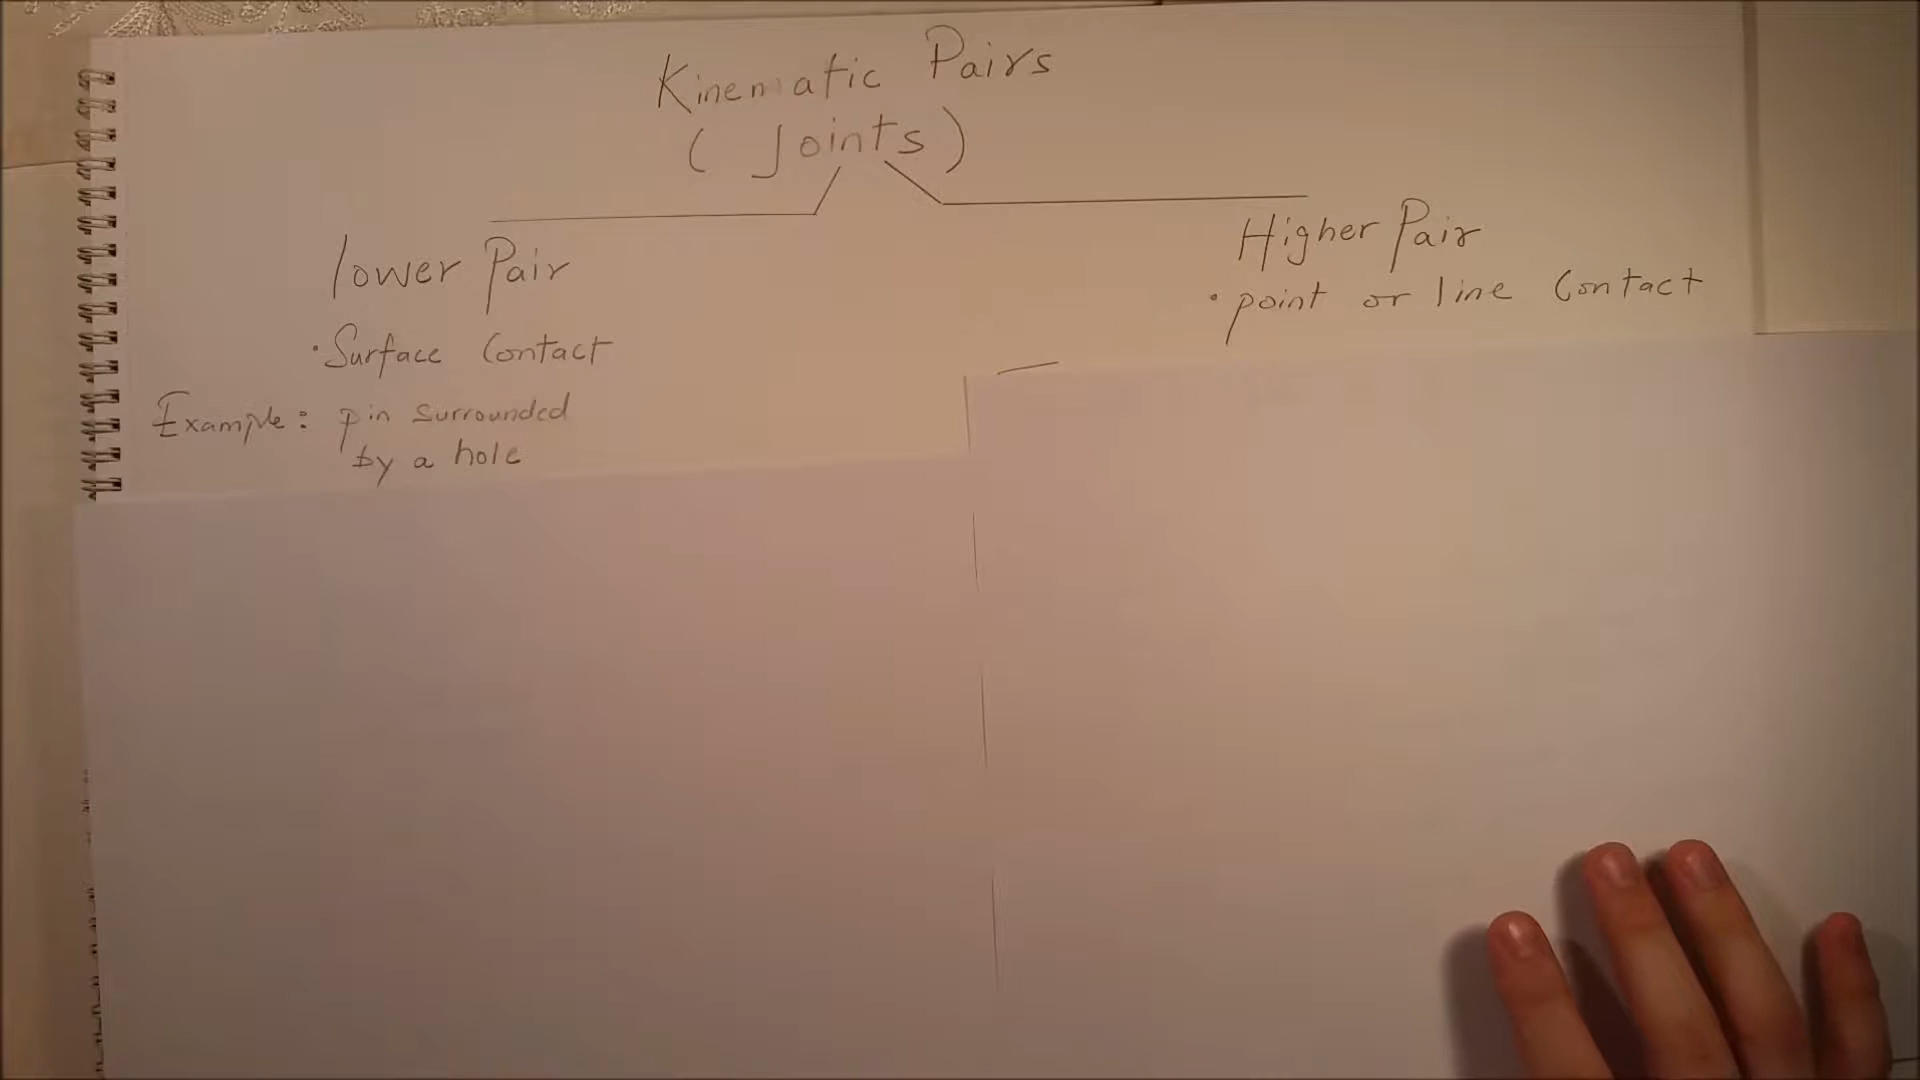 Kinematic Pairs
(Joints)
lower Pair
• Surface Contact
Example: pin surrounded
by a hole
Higher Pair
• point or line Contact